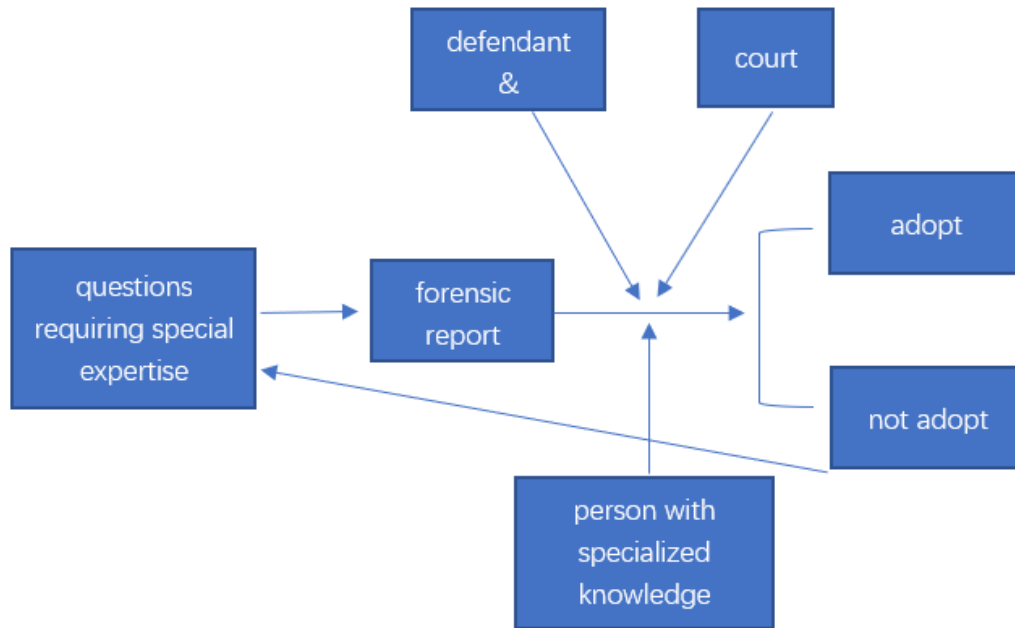 defendant
&
court
adopt
questions
requiring special
expertise
forensic
report
not adopt
person with
specialized
knowledge